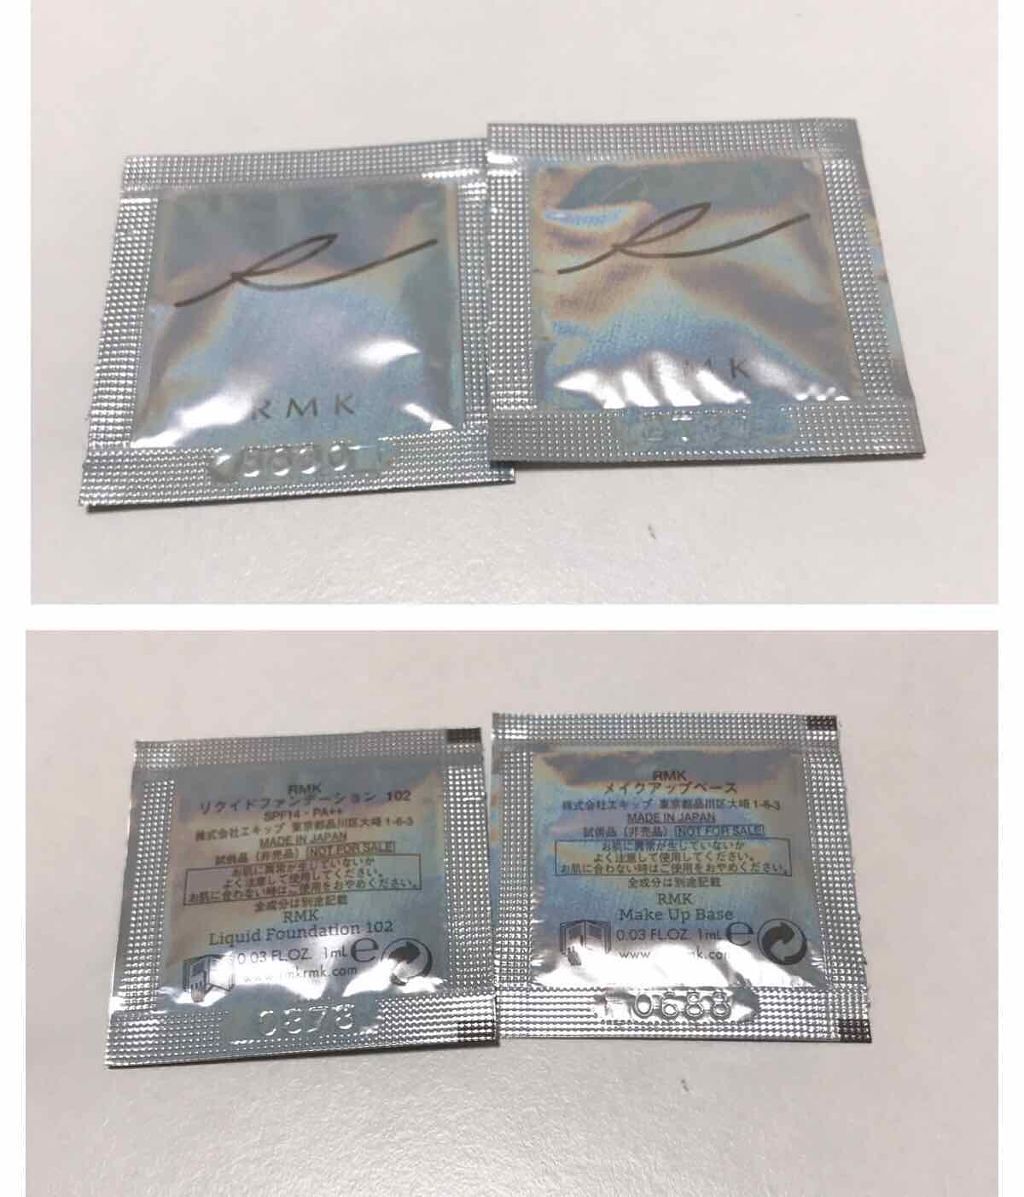 RMK
RMK
RMK
リクイドファンデーション 102
SPF14・PA++
株式会社エキップ 東京都品川区大崎 1-6-3
MADE IN JAPAN
試供品（非売品）NOT FOR SALE
お肌に異常が生じていないか
よく注意して使用してください。
お肌に合わない時はご使用をおやめください。
全成分は別途記載
RMK
Liquid Foundation 102
0.03 FL.OZ. 1mL e
www.rmkrmk.com
0373
RMK
メイクアップベース
株式会社エキップ 東京都品川区大崎 1-6-3
MADE IN JAPAN
試供品（非売品）NOT FOR SALE
お肌に異常が生じていないか
よく注意して使用してください。
お肌に合わない時はご使用をおやめください。
全成分は別途記載
RMK
Make Up Base
0.03 FL.OZ. 1mL e
0688